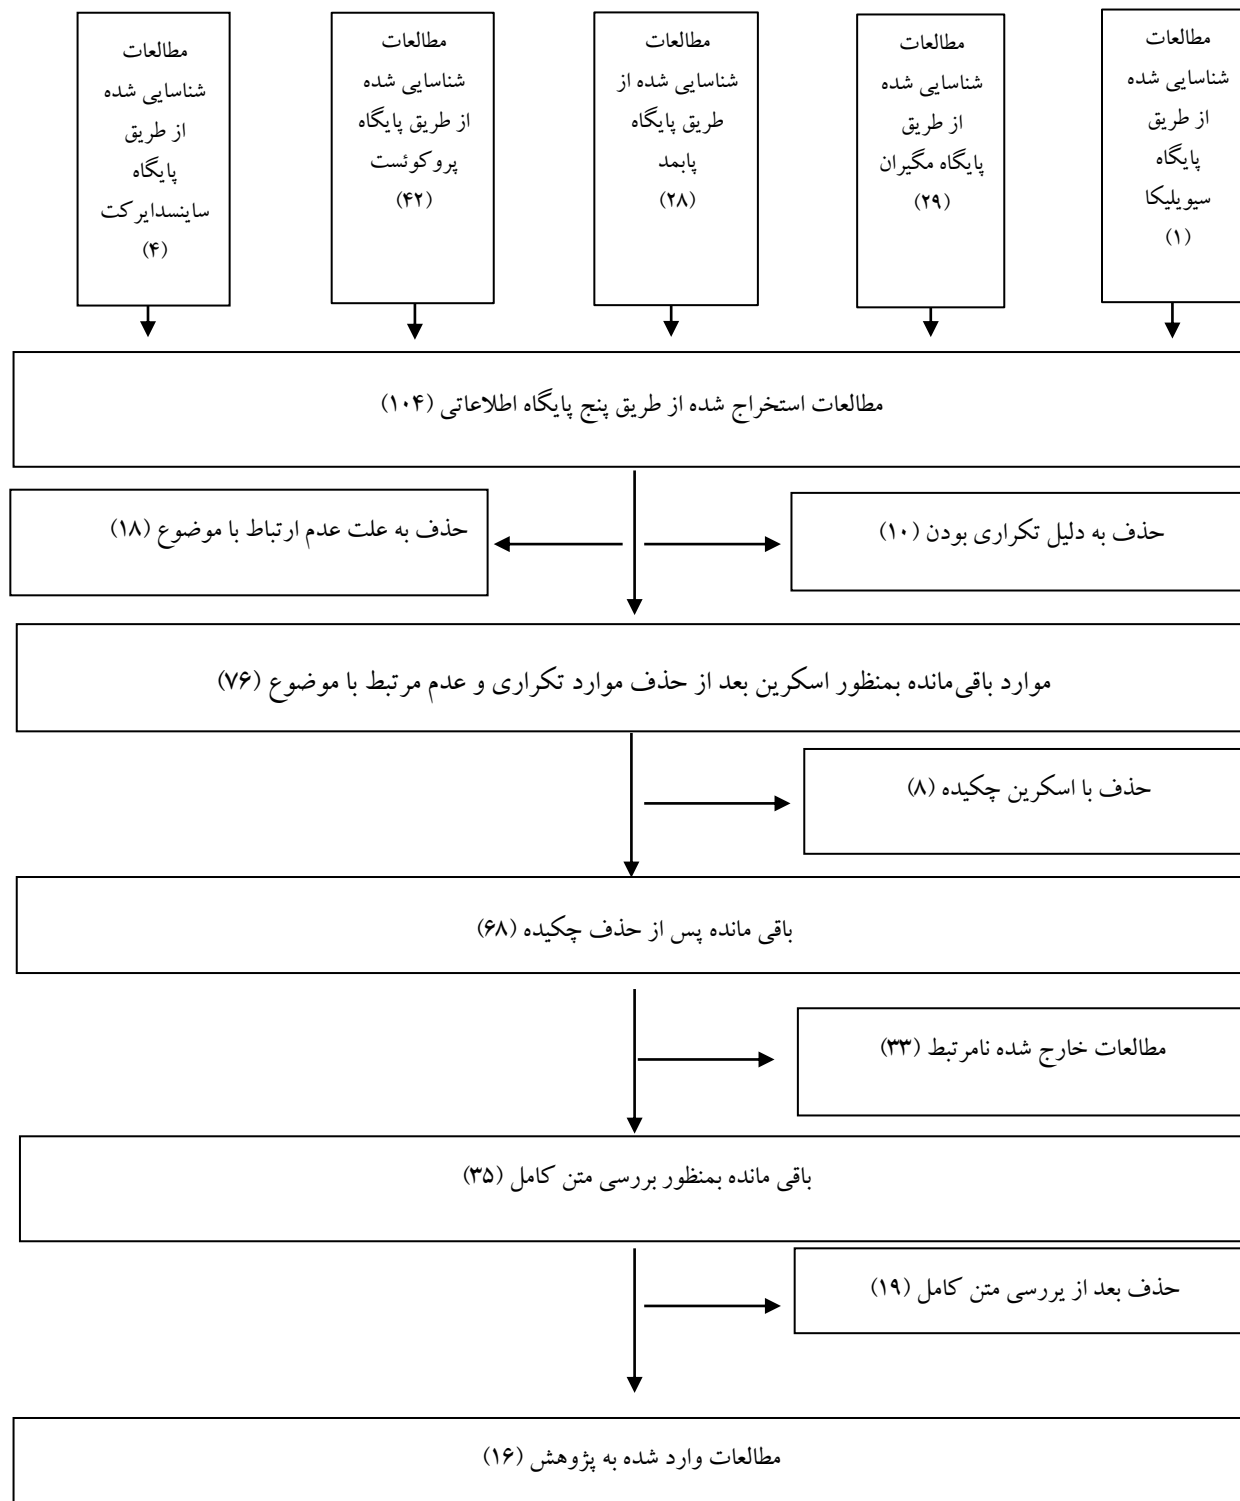 مطالعات
شناسایی شده
از
طریق
پایگاه
سیویلیکا
(۱)
مطالعات
شناسایی شده
از طریق
پایگاه مگیران
(۲۹)
مطالعات
شناسایی شده از
طریق پایگاه
پابمد
(۲۸)
مطالعات
شناسایی شده
از طریق پایگاه
پروکوئست
(۴۲)
مطالعات
شناسایی شده
از طریق
پایگاه
ساینسدایرکت
(۴)
مطالعات استخراج شده از طریق پنج پایگاه اطلاعاتی (۱۰۴)
حذف به دلیل تکراری بودن (۱۰)
حذف به علت عدم ارتباط با موضوع (۱۸)
موارد باقی‌مانده بمنظور اسکرین بعد از حذف موارد تکراری و عدم مرتبط با موضوع (۷۶)
حذف با اسکرین چکیده (۸)
باقی مانده پس از حذف چکیده (۶۸)
مطالعات خارج شده نامرتبط (۳۳)
باقی مانده بمنظور بررسی متن کامل (۳۵)
حذف بعد از یررسی متن کامل (۱۹)
مطالعات وارد شده به پژوهش (۱۶)